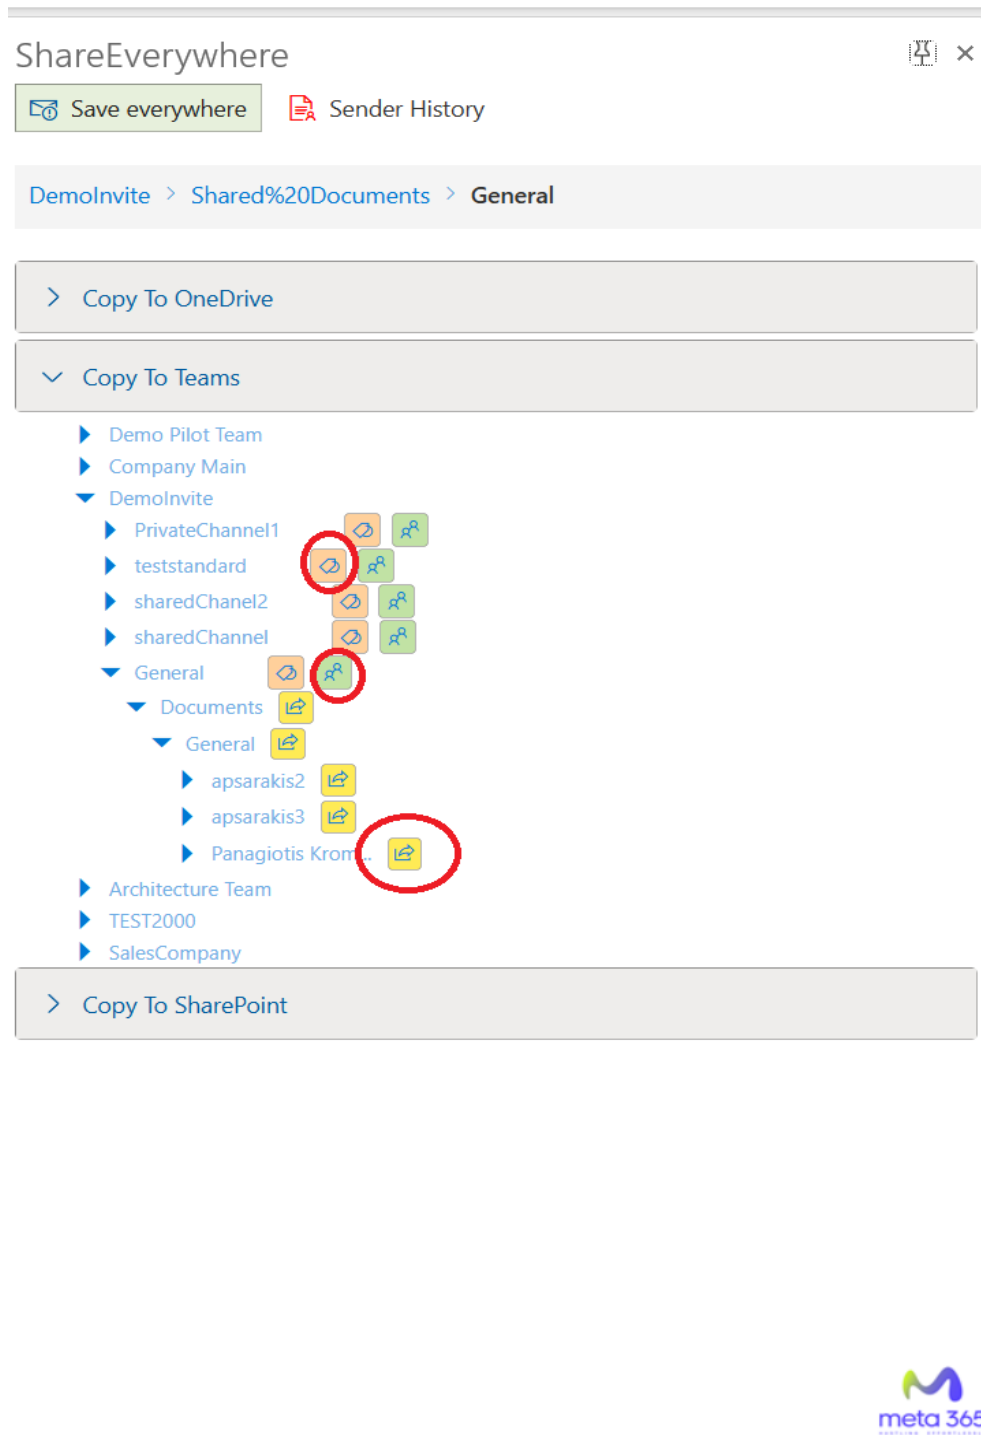 ShareEverywhere
Save everywhere Sender History
DemoInvite > Shared%20Documents > General
Copy To OneDrive
Copy To Teams
Demo Pilot Team
Company Main
DemoInvite
PrivateChannel1
teststandard
sharedChanel2
sharedChannel
General
Documents
General
apsarakis2
apsarakis3
Panagiotis Krom...
Architecture Team
TEST2000
SalesCompany
Copy To SharePoint
meta 365